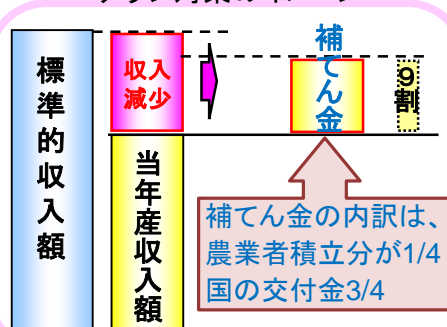 標準的収入額
収入
減少
当年産収入額
補てん金
9割
補てん金の内訳は、
農業者積立分が1/4
国の交付金3/4